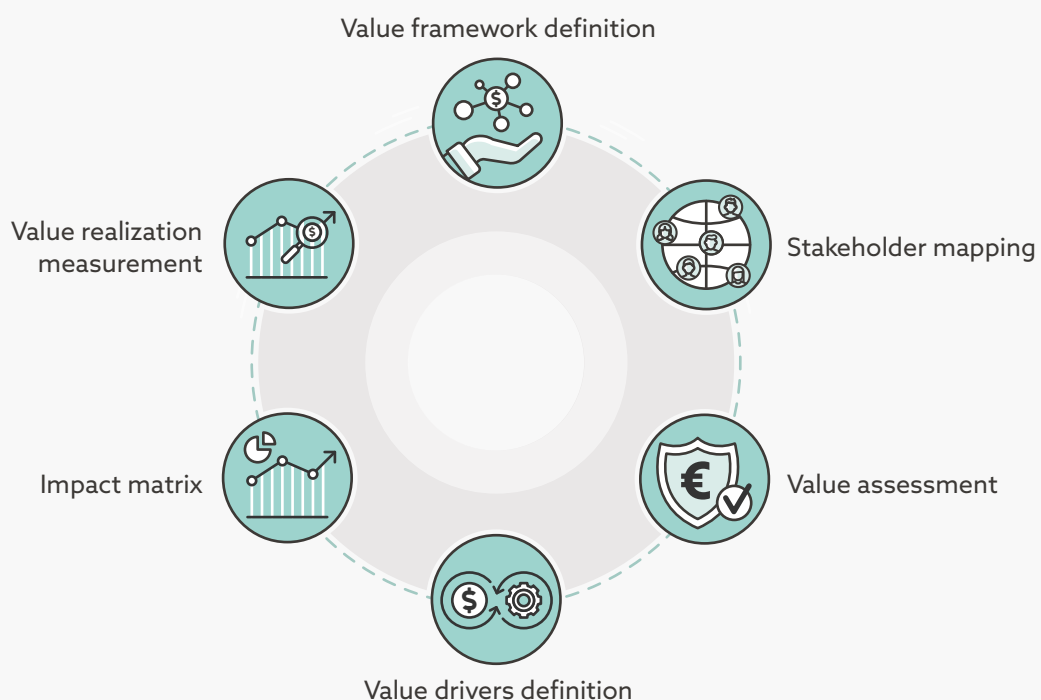 Value framework definition
Stakeholder mapping
Value assessment
Value drivers definition
Impact matrix
Value realization
measurement
$
$
€
$